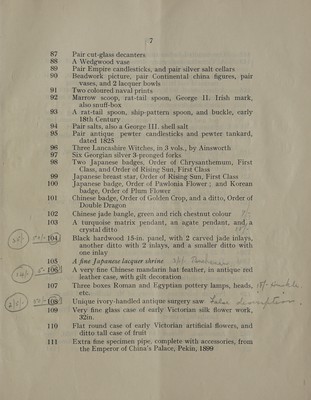 7
87 Pair cut-glass decanters
88 A Wedgwood vase
89 Pair Empire candlesticks, and pair silver salt cellars
90 Beadwork picture, pair Continental china figures, pair
vases, and 2 lacquer bowls
91 Two coloured naval prints
92 Marrow scoop, rat-tail spoon, George II. Irish mark,
also snuff-box
93 A rat-tail spoon, ship-pattern spoon, and buckle, early
18th Century
94 Pair salts, also a George III. shell salt
95 Pair antique pewter candlesticks and pewter tankard,
dated 1825
96 Three Lancashire Witches, in 3 vols., by Ainsworth
97 Six Georgian silver 3-pronged forks
98 Two Japanese badges, Order of Chrysanthemum, First
Class, and Order of Rising Sun, First Class
99 Japanese breast star, Order of Rising Sun, First Class
100 Japanese badge, Order of Pawlonia Flower; and Korean
badge, Order of Plum Flower
101 Chinese badge, Order of Golden Crop, and a ditto, Order of
Double Dragon
102 Chinese jade bangle, green and rich chestnut colour
103 A turquoise matrix pendant, an agate pendant, and a
crystal ditto
104 Black hardwood 15-in. panel, with 2 carved jade inlays,
another ditto with 2 inlays, and a smaller ditto with
one inlay
105 A fine Japanese lacquer shrine
106 A very fine Chinese mandarin hat feather, in antique red
leather case, with gilt decoration
107 Three boxes Roman and Egyptian pottery lamps, heads,
etc.
108 Unique ivory-handled antique surgery saw. False description.
109 Very fine glass case of early Victorian silk flower work,
32in.
110 Flat round case of early Victorian artificial flowers, and
ditto tall case of fruit
111 Extra fine specimen pipe, complete with accessories, from
the Emperor of China's Palace, Pekin, 1899